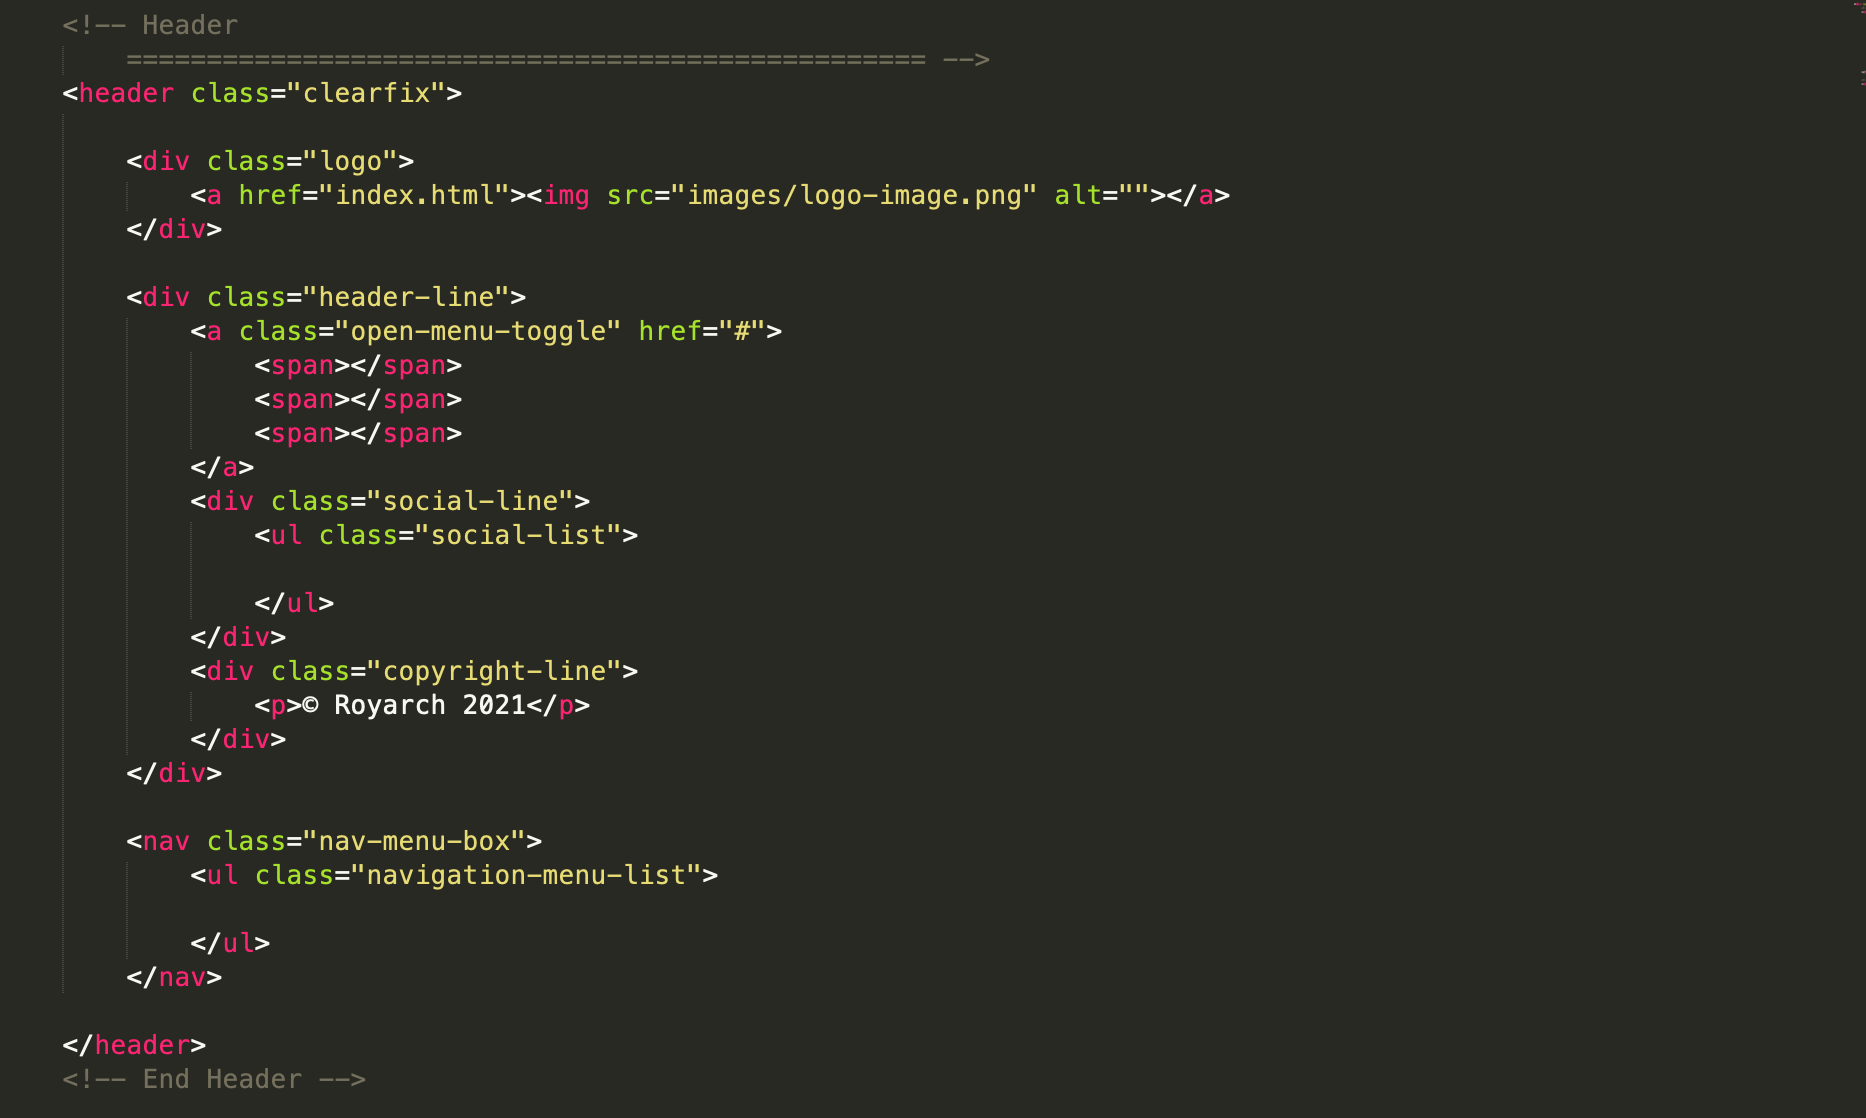 <!-- Header
================================================== -->
<header class="clearfix">
<div class="logo">
<a href="index.html"><img src="images/logo-image.png" alt=""></a>
</div>
<div class="header-line">
<a class="open-menu-toggle" href="#">
<span></span>
<span></span>
<span></span>
</a>
<div class="social-line">
<ul class="social-list">
</ul>
</div>
<div class="copyright-line">
<p>© Royarch 2021</p>
</div>
</div>
<nav class="nav-menu-box">
<ul class="navigation-menu-list">
</ul>
</nav>
</header>
<!-- End Header -->